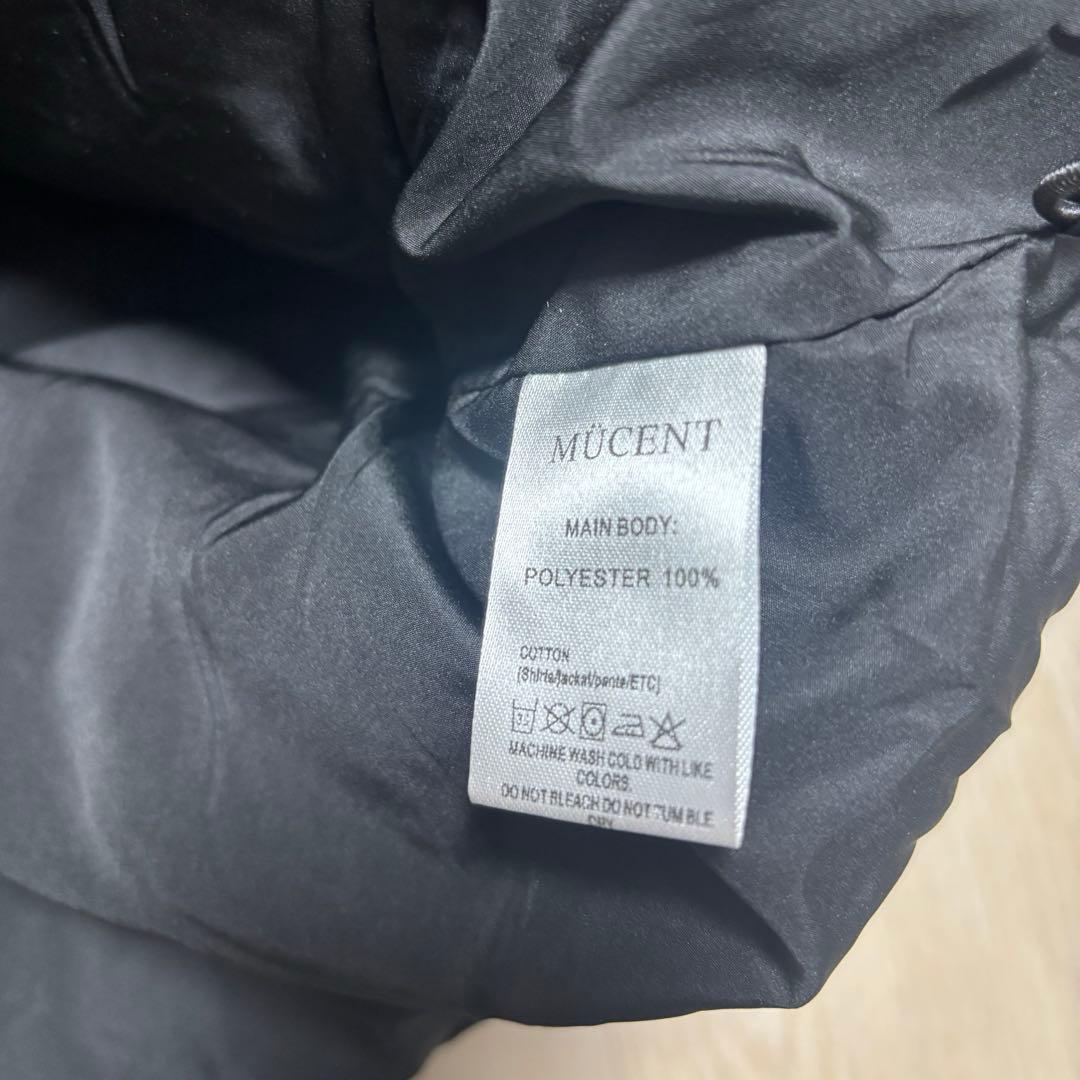 MÜCENT
MAIN BODY:
POLYESTER 100%
COTTON
[Shirts/jacket/pants/ETC]
MACHINE WASH COLD WITH LIKE
COLORS.
DO NOT BLEACH DO NOT TUMBLE
DRY